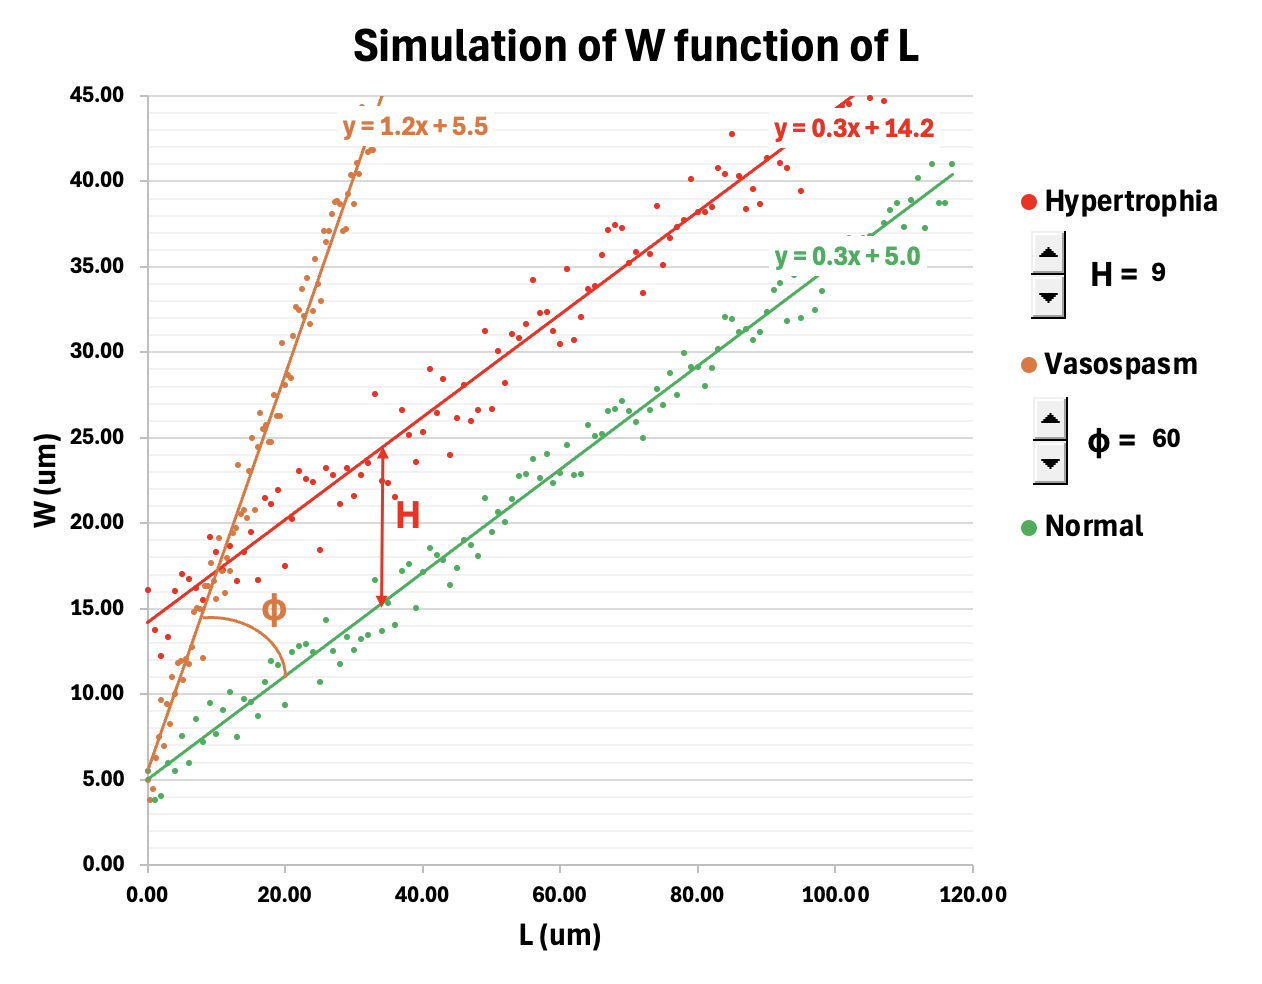 Simulation of W function of L
45.00
40.00
35.00
30.00
25.00
20.00
15.00
10.00
5.00
0.00
W (um)
y = 1.2x + 5.5
y = 0.3x + 14.2
y = 0.3x + 5.0
H
ϕ
0.00 20.00 40.00 60.00 80.00 100.00 120.00
L (um)
Hypertrophia
H = 9
Vasospasm
ϕ = 60
Normal